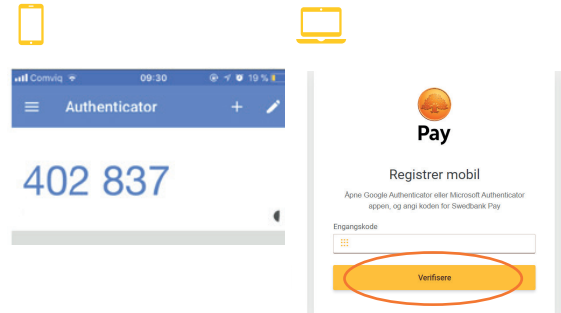 Comviq 09:30 19 %
Authenticator
402 837
Pay
Registrer mobil
Åpne Google Authenticator eller Microsoft Authenticator
appen, og angi koden for Swedbank Pay
Engangskode
Verifisere